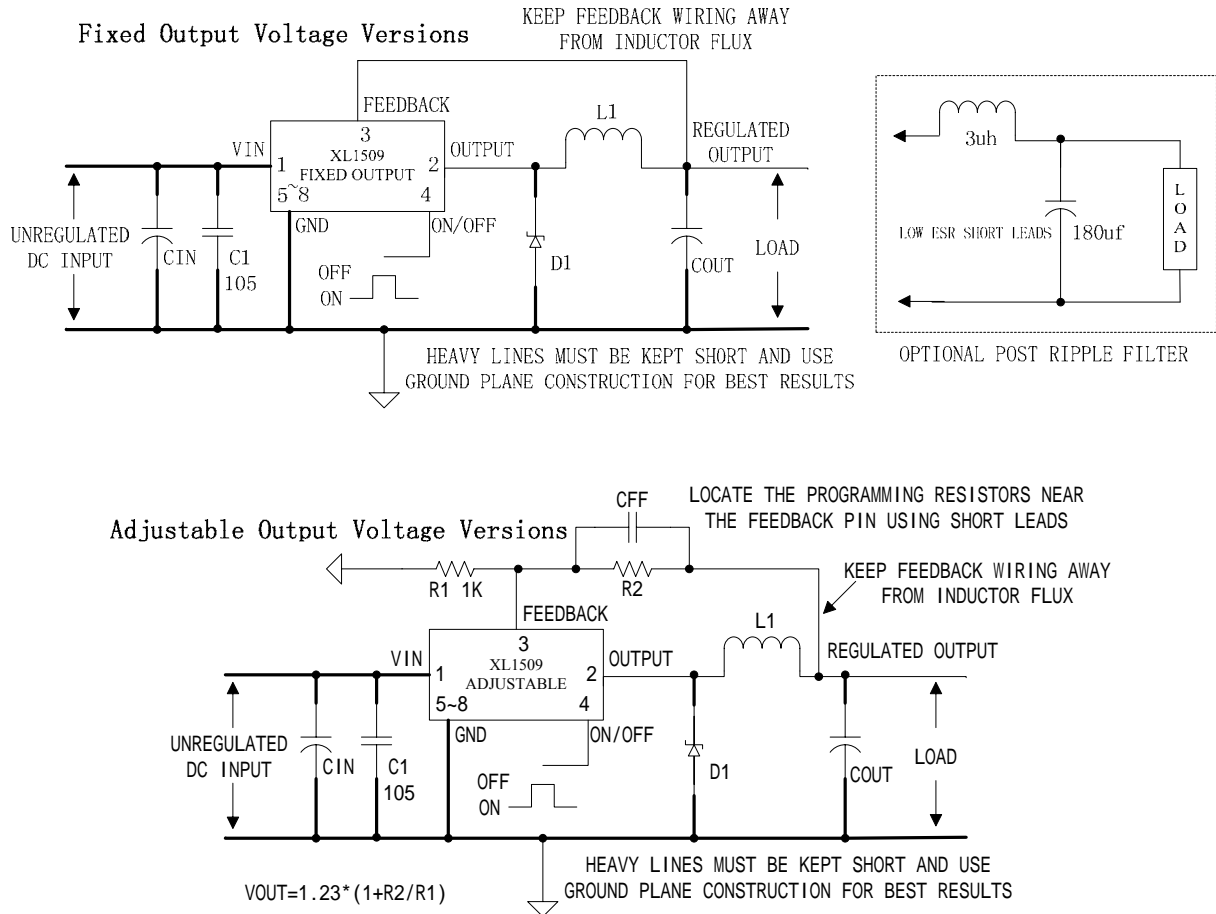 Fixed Output Voltage Versions
KEEP FEEDBACK WIRING AWAY
FROM INDUCTOR FLUX
FEEDBACK
3
XL1509
FIXED OUTPUT
VIN
1
2
OUTPUT
5~8
4
GND
ON/OFF
L1
REGULATED
OUTPUT
UNREGULATED
DC INPUT
CIN
C1
105
OFF
ON
D1
COUT
LOAD
HEAVY LINES MUST BE KEPT SHORT AND USE
GROUND PLANE CONSTRUCTION FOR BEST RESULTS
3uh
LOW ESR SHORT LEADS
180uf
LOAD
OPTIONAL POST RIPPLE FILTER
Adjustable Output Voltage Versions
CFF
LOCATE THE PROGRAMMING RESISTORS NEAR
THE FEEDBACK PIN USING SHORT LEADS
R1 1K
R2
KEEP FEEDBACK WIRING AWAY
FROM INDUCTOR FLUX
FEEDBACK
3
XL1509
ADJUSTABLE
VIN
1
2
OUTPUT
5~8
4
GND
ON/OFF
L1
REGULATED OUTPUT
UNREGULATED
DC INPUT
CIN
C1
105
OFF
ON
D1
COUT
LOAD
HEAVY LINES MUST BE KEPT SHORT AND USE
GROUND PLANE CONSTRUCTION FOR BEST RESULTS
VOUT=1.23*(1+R2/R1)